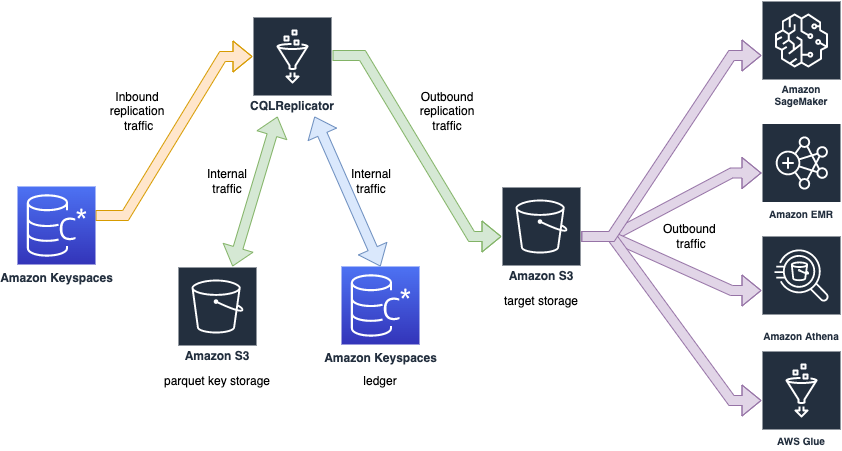 CQLReplicator
Inbound
replication
traffic
Outbound
replication
traffic
Internal
traffic
Internal
traffic
C*
Amazon Keyspaces
Amazon S3
parquet key storage
C*
Amazon Keyspaces
ledger
Amazon S3
target storage
Outbound
traffic
Amazon
SageMaker
Amazon EMR
Amazon Athena
AWS Glue